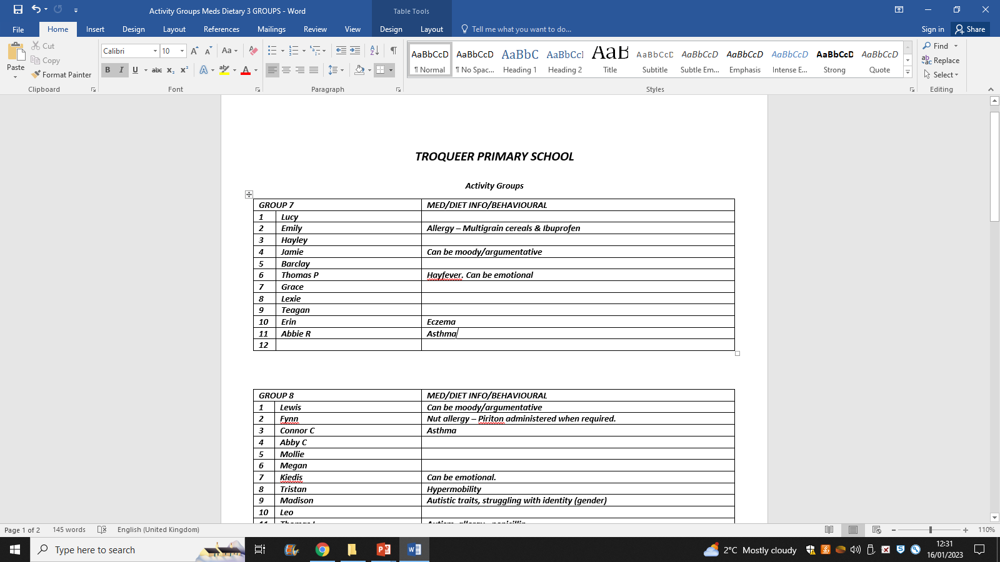 Activity Groups Meds Dietary 3 GROUPS - Word
Table Tools
File Home Insert Design Layout References Mailings Review View Design Layout Tell me what you want to do... Sign in Share
Paste
Cut
Copy
Format Painter
Clipboard
Calibri 10
Font
Paragraph
AaBbCcD AaBbCcD AaBbC AaBbCc AaB AaBbCcD AaBbCcD AaBbCcD AaBbCcD AaBbCcD AaBbCcD
¶ Normal ¶ No Spac... Heading 1 Heading 2 Title Subtitle Subtle Em... Emphasis Intense E... Strong Quote
Styles
Find
Replace
Select
Editing
TROQUEER PRIMARY SCHOOL
Activity Groups
GROUP 7 MED/DIET INFO/BEHAVIOURAL
1 Lucy
2 Emily Allergy – Multigrain cereals & Ibuprofen
3 Hayley
4 Jamie Can be moody/argumentative
5 Barclay
6 Thomas P Hayfever. Can be emotional
7 Grace
8 Lexie
9 Teagan
10 Erin Eczema
11 Abbie R Asthma
12
GROUP 8 MED/DIET INFO/BEHAVIOURAL
1 Lewis Can be moody/argumentative
2 Fynn Nut allergy – Piriton administered when required.
3 Connor C Asthma
4 Abby C
5 Mollie
6 Megan
7 Kiedis Can be emotional.
8 Tristan Hypermobility
9 Madison Autistic traits, struggling with identity (gender)
10 Leo
Page 1 of 2 145 words English (United Kingdom) 110%
Type here to search
2°C Mostly cloudy
12:31
16/01/2023